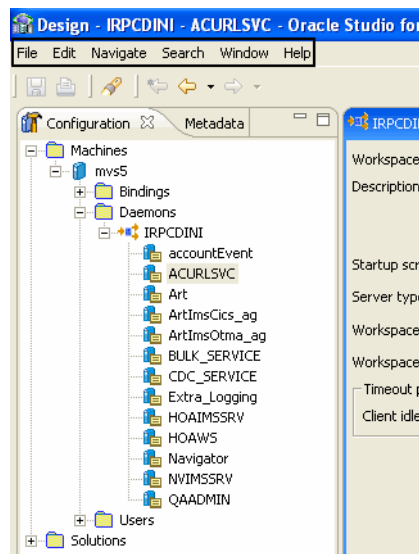 Design - IRPCDINI - ACURLSVC - Oracle Studio for
File Edit Navigate Search Window Help
Configuration Metadata
Machines
mvs5
Bindings
Daemons
IRPCDINI
accountEvent
ACURLSVC
Art
ArtImsCics_ag
ArtImsOtma_ag
BULK_SERVICE
CDC_SERVICE
Extra_Logging
HOAIMSSRV
HOAWS
Navigator
NVIMSSRV
QAADMIN
Users
Solutions
IRPCDI
Workspace
Description
Startup scr
Server type
Workspace
Workspace
Timeout p
Client idle